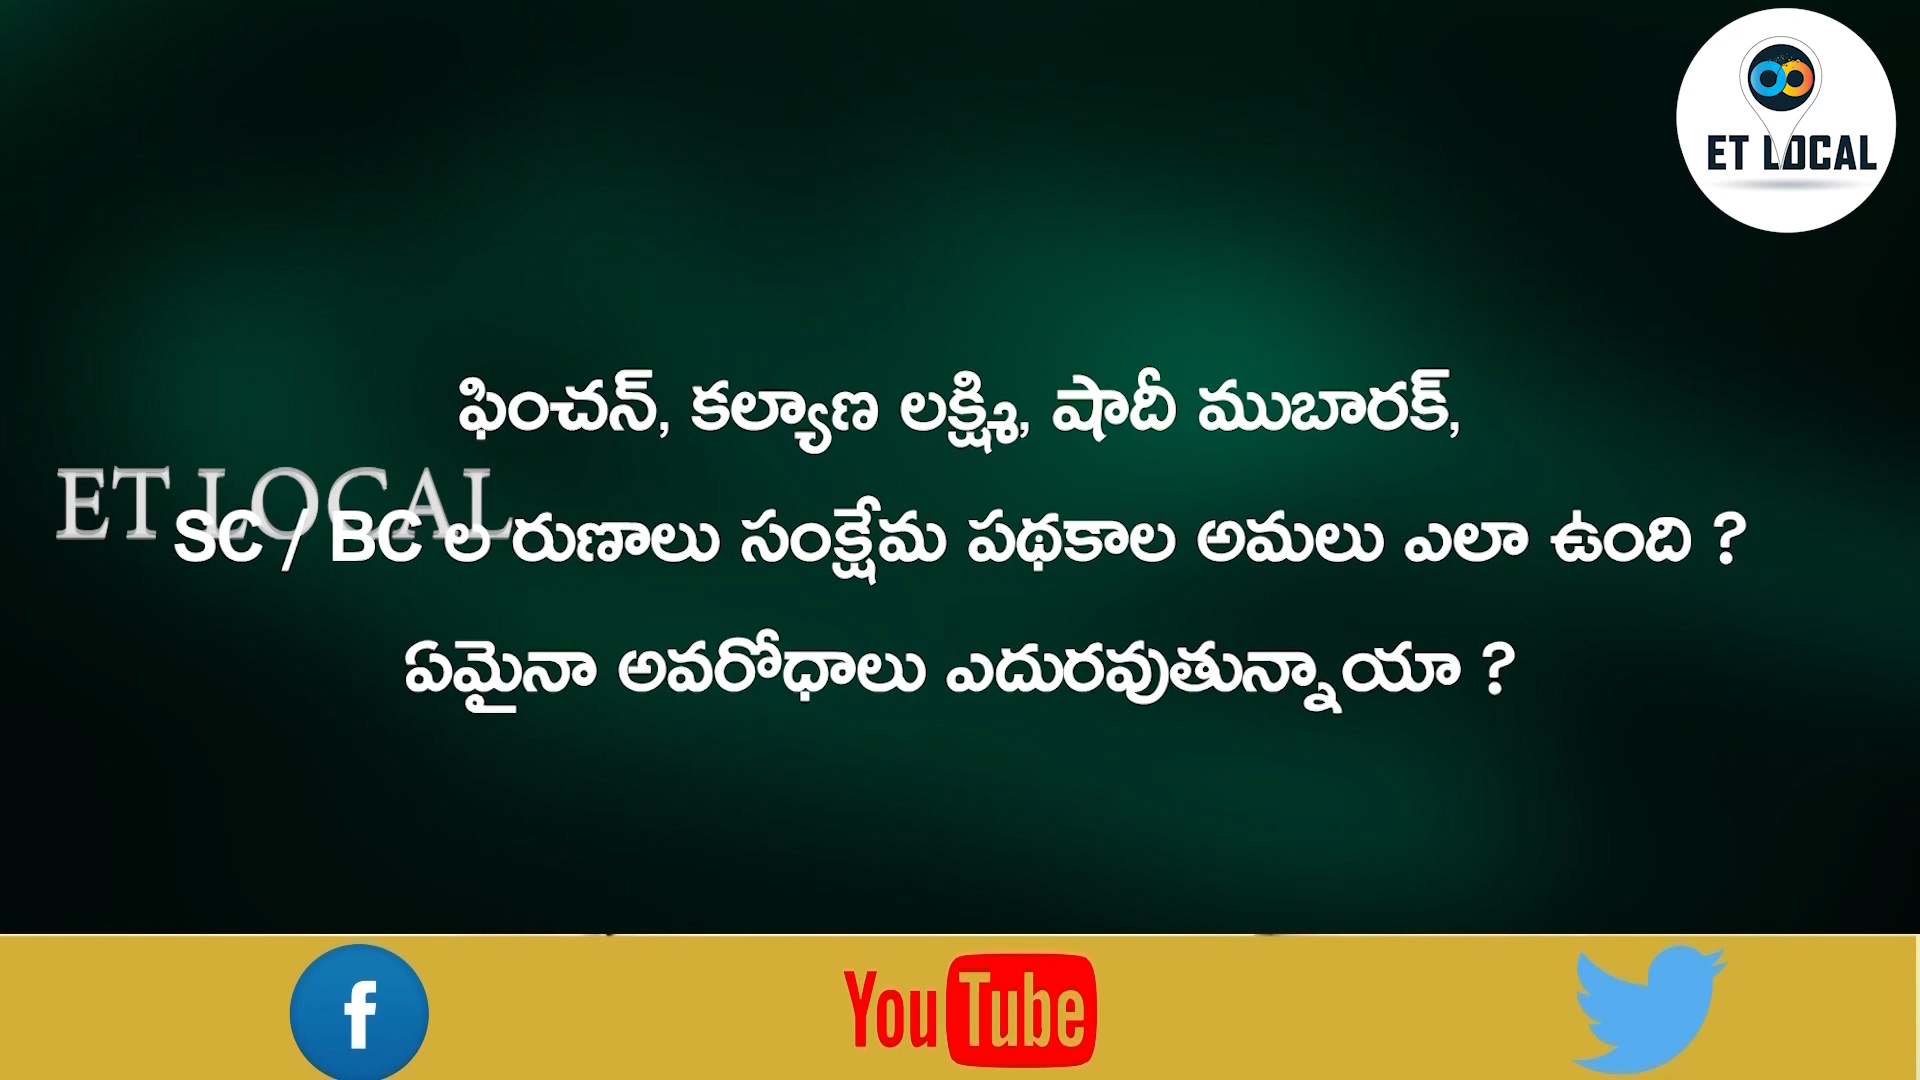 ET LOCAL
ఫించన్, కల్యాణ లక్ష్మి, షాదీ ముబారక్,
ET LOCAL
SC / BC ల రుణాలు సంక్షేమ పథకాల అమలు ఎలా ఉంది ?
ఏమైనా అవరోధాలు ఎదురవుతున్నాయా ?
f
YouTube